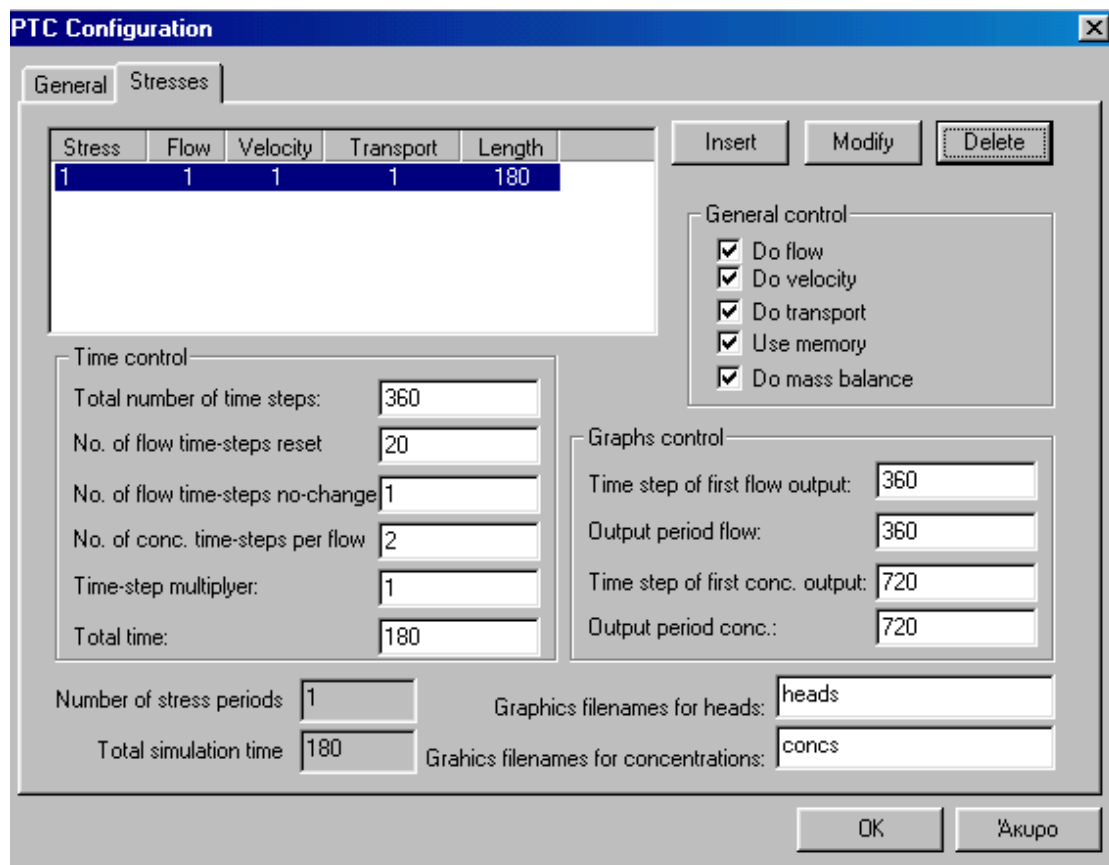 PTC Configuration
General Stresses
Stress Flow Velocity Transport Length
1 1 1 1 180
Insert Modify Delete
General control
Do flow
Do velocity
Do transport
Use memory
Do mass balance
Time control
Total number of time steps: 360
No. of flow time-steps reset 20
No. of flow time-steps no-change 1
No. of conc. time-steps per flow 2
Time-step multiplyer: 1
Total time: 180
Graphs control
Time step of first flow output: 360
Output period flow: 360
Time step of first conc. output: 720
Output period conc.: 720
Number of stress periods 1
Total simulation time 180
Graphics filenames for heads: heads
Grahics filenames for concentrations: concs
OK Άκυρο